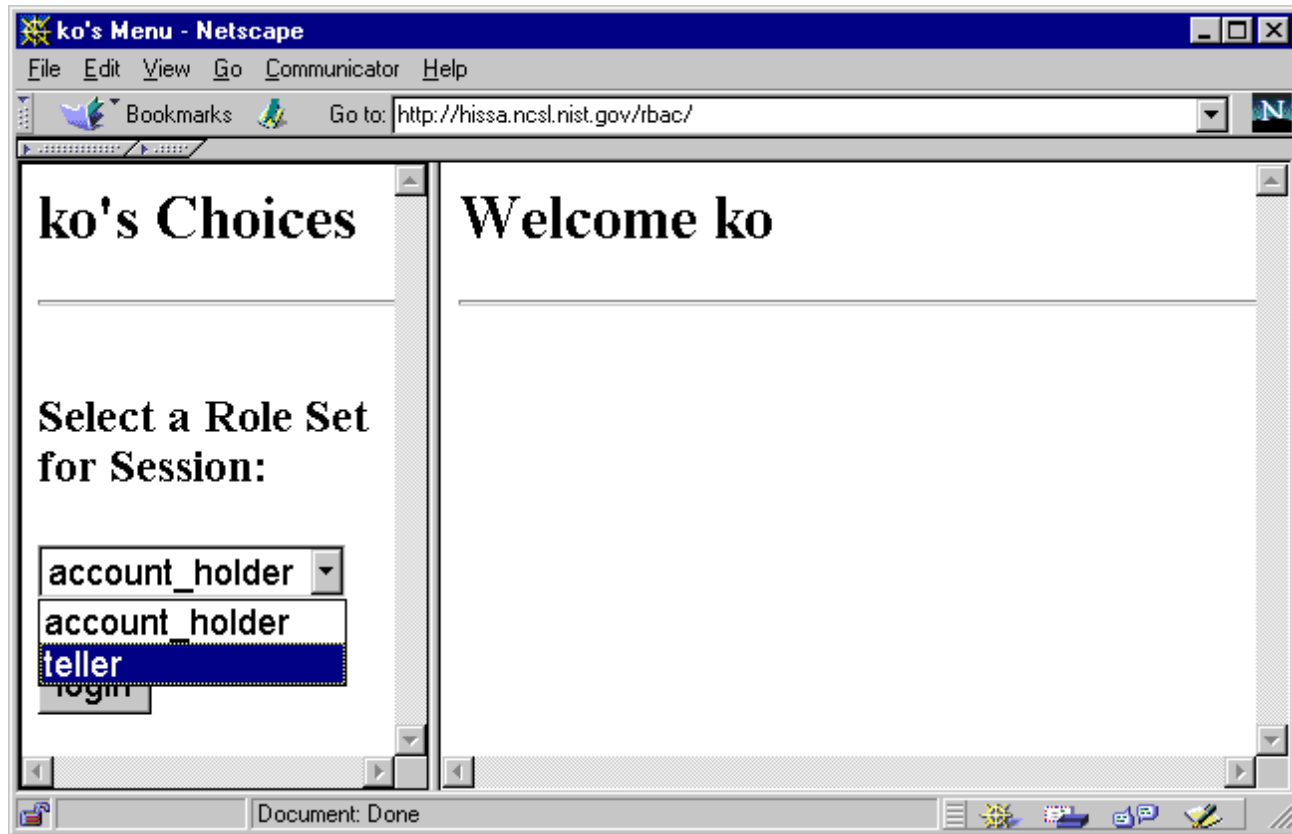 ko's Menu - Netscape
File Edit View Go Communicator Help
Bookmarks Go to: http://hissa.ncsl.nist.gov/rbac/ N
ko's Choices
Select a Role Set
for Session:
account_holder
account_holder
teller
login
Welcome ko
Document: Done